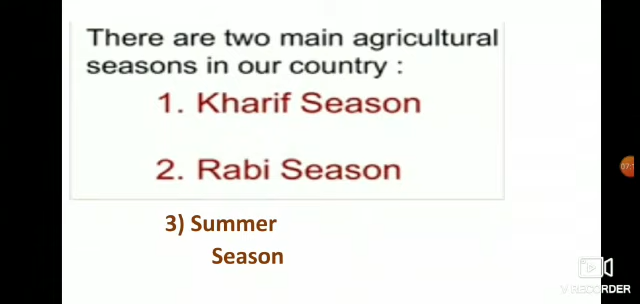 There are two main agricultural
seasons in our country :
1. Kharif Season
2. Rabi Season
3) Summer
Season
V RECORDER